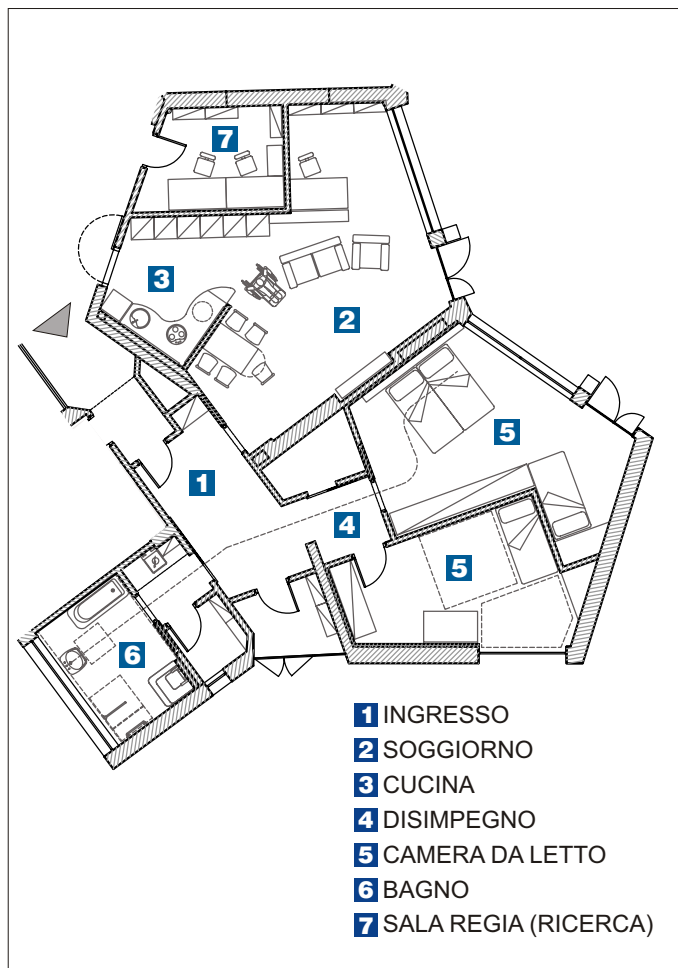 7
3
2
5
1
4
5
6
1 INGRESSO
2 SOGGIORNO
3 CUCINA
4 DISIMPEGNO
5 CAMERA DA LETTO
6 BAGNO
7 SALA REGIA (RICERCA)